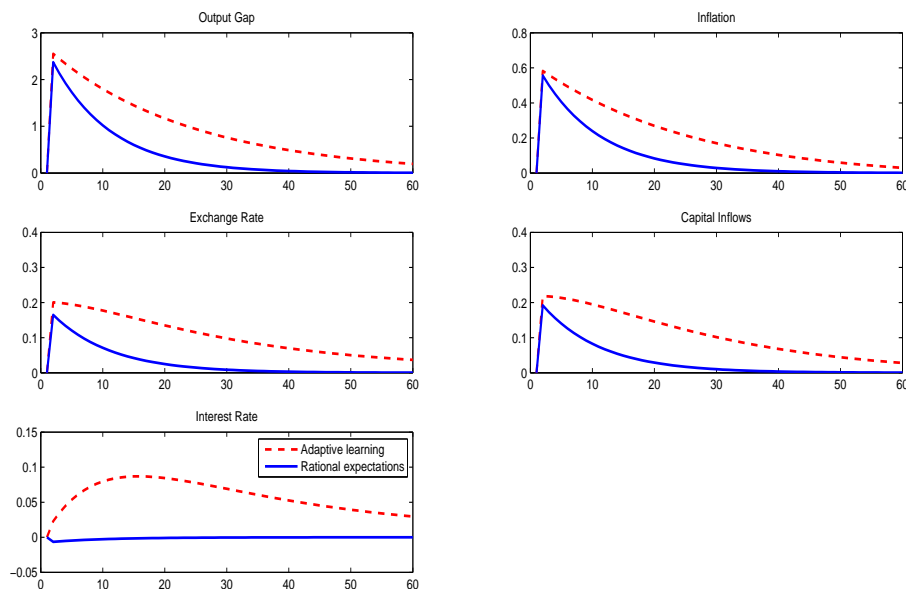 Output Gap
3
2
1
0
0 10 20 30 40 50 60
Inflation
0.8
0.6
0.4
0.2
0
0 10 20 30 40 50 60
Exchange Rate
0.4
0.3
0.2
0.1
0
0 10 20 30 40 50 60
Capital Inflows
0.4
0.3
0.2
0.1
0
0 10 20 30 40 50 60
Interest Rate
0.15
0.1
0.05
0
−0.05
0 10 20 30 40 50 60
Adaptive learning
Rational expectations